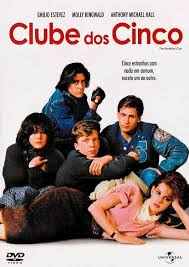 EMILIO ESTEVEZ MOLLY RINGWALD ANTHONY MICHAEL HALL
Clube dos Cinco
(The Breakfast Club)
Cinco estranhos com
nada em comum,
exceto um ao outro.
DVD
VIDEO
UNIVERSAL